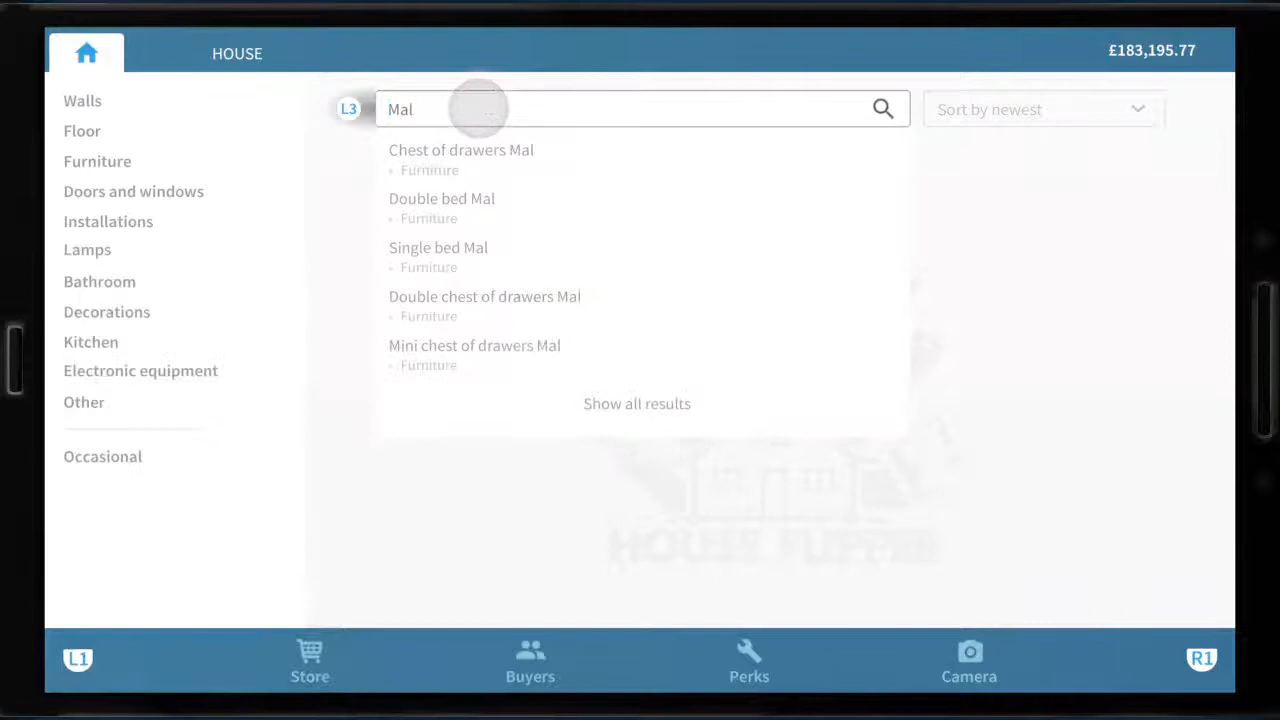 HOUSE
£183,195.77
Walls
Floor
Furniture
Doors and windows
Installations
Lamps
Bathroom
Decorations
Kitchen
Electronic equipment
Other
Occasional
L3
Mal
Sort by newest
Chest of drawers Mal
Furniture
Double bed Mal
Furniture
Single bed Mal
Furniture
Double chest of drawers Mal
Furniture
Mini chest of drawers Mal
Furniture
Show all results
HOUSE FLIPPER
L1
Store
Buyers
Perks
Camera
R1